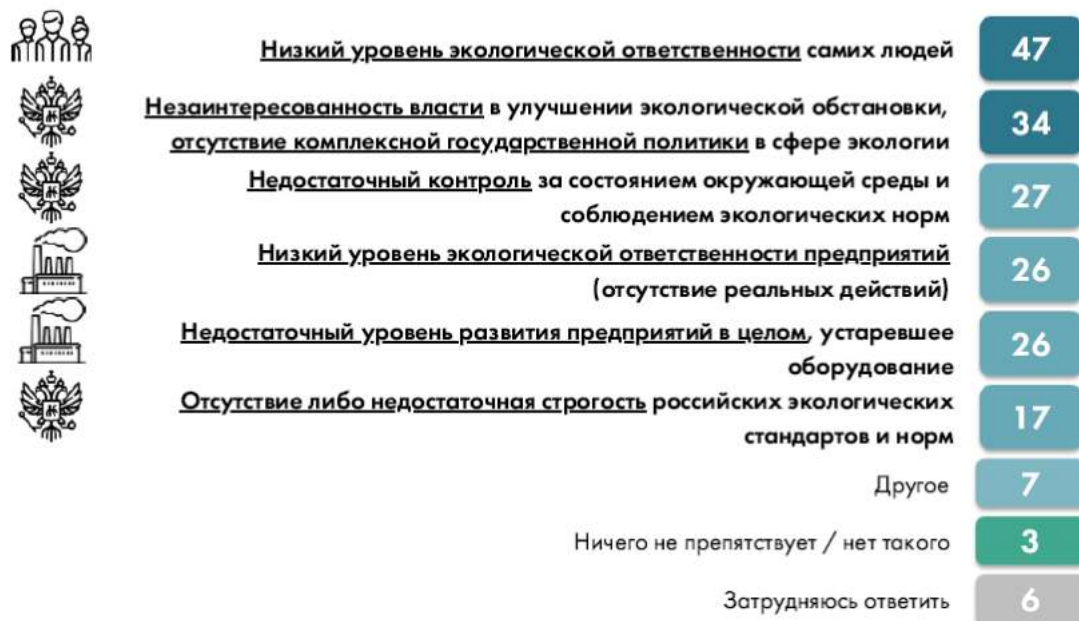 Низкий уровень экологической ответственности самих людей 47
Незаинтересованность власти в улучшении экологической обстановки,
отсутствие комплексной государственной политики в сфере экологии 34
Недостаточный контроль за состоянием окружающей среды и
соблюдением экологических норм 27
Низкий уровень экологической ответственности предприятий
(отсутствие реальных действий) 26
Недостаточный уровень развития предприятий в целом, устаревшее
оборудование 26
Отсутствие либо недостаточная строгость российских экологических
стандартов и норм 17
Другое 7
Ничего не препятствует / нет такого 3
Затрудняюсь ответить 6